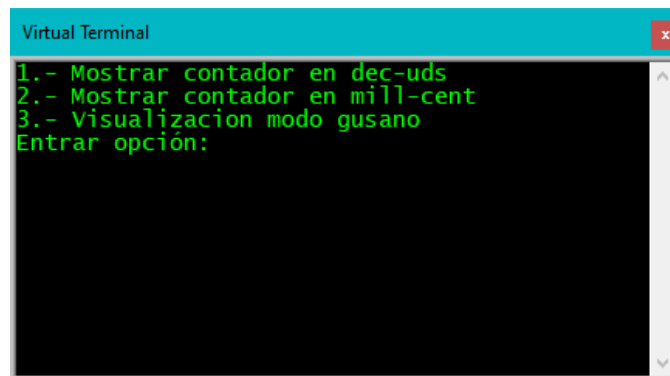 Virtual Terminal
x
1.- Mostrar contador en dec-uds
2.- Mostrar contador en mill-cent
3.- Visualizacion modo gusano
Entrar opción: